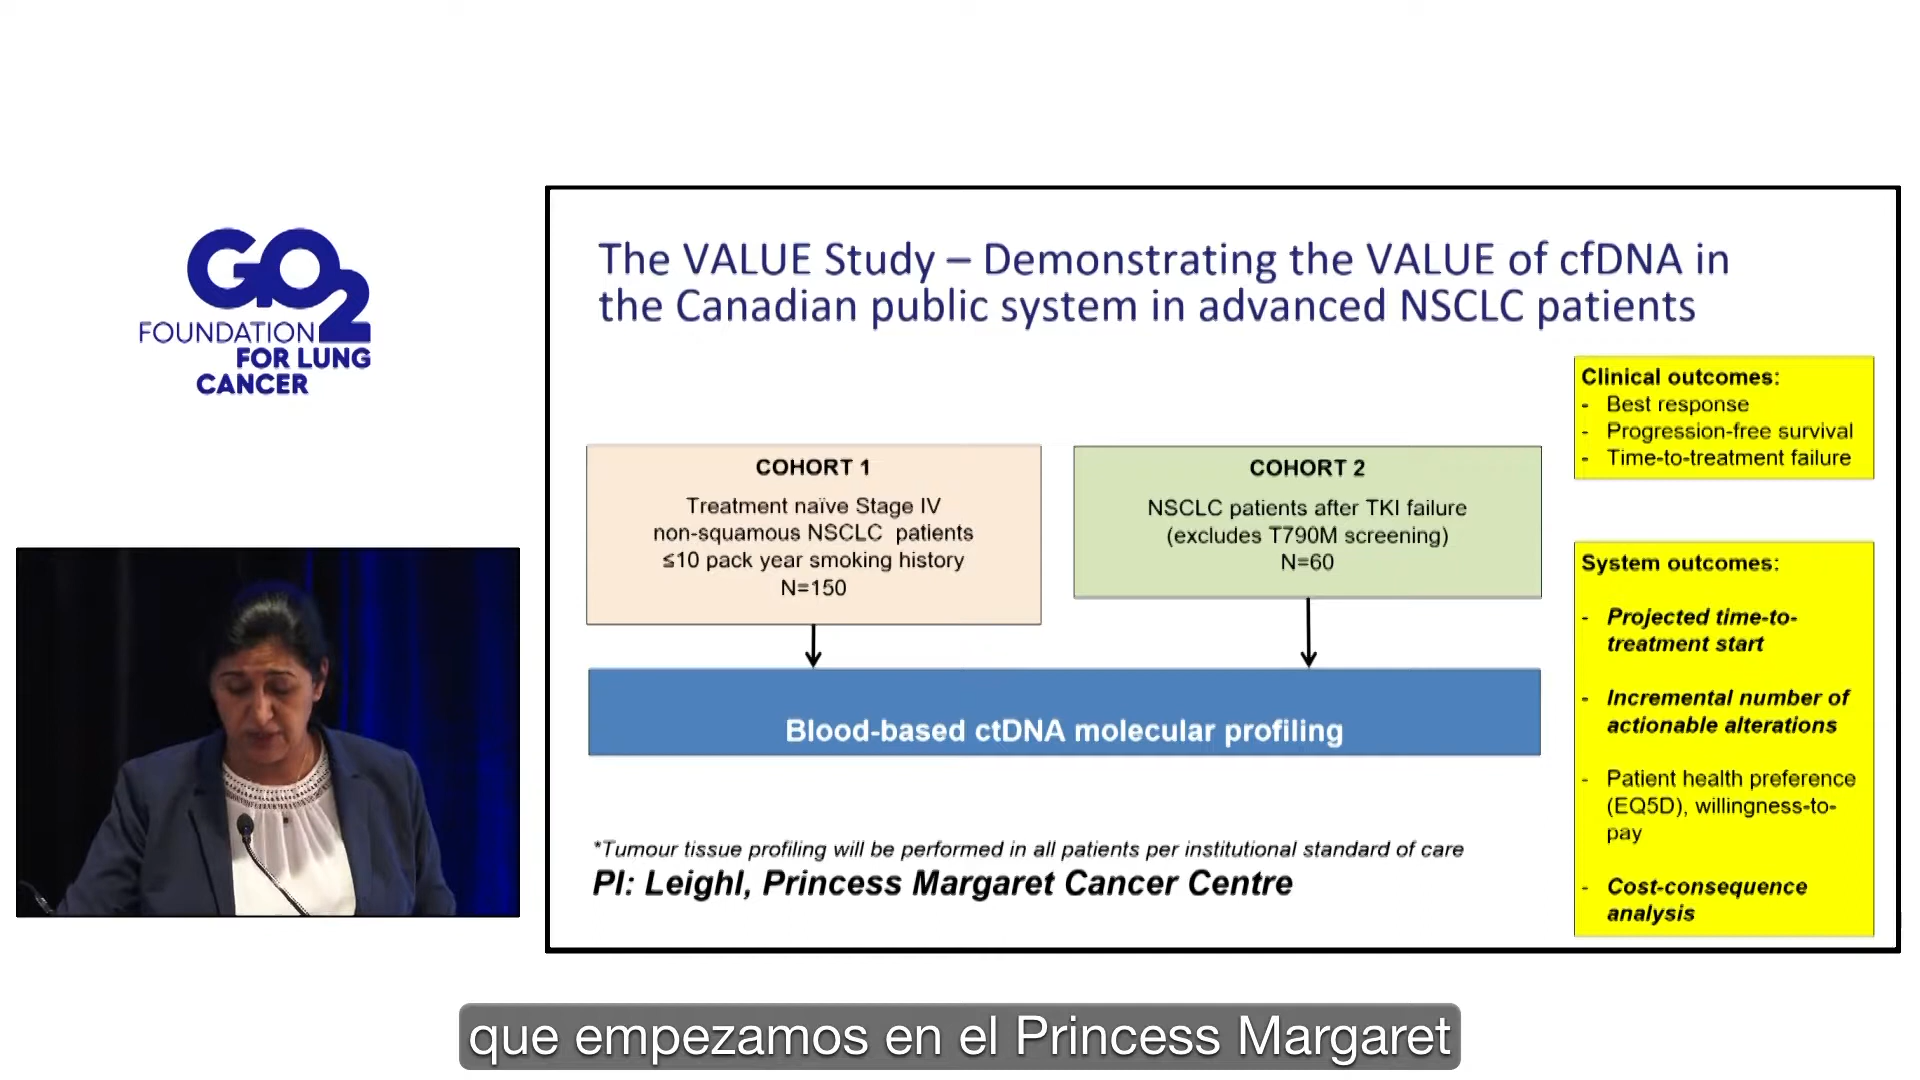 GO2
FOUNDATION
FOR LUNG
CANCER
The VALUE Study – Demonstrating the VALUE of cfDNA in
the Canadian public system in advanced NSCLC patients
COHORT 1
Treatment naïve Stage IV
non-squamous NSCLC patients
≤10 pack year smoking history
N=150
COHORT 2
NSCLC patients after TKI failure
(excludes T790M screening)
N=60
Blood-based ctDNA molecular profiling
*Tumour tissue profiling will be performed in all patients per institutional standard of care
PI: Leighl, Princess Margaret Cancer Centre
Clinical outcomes:
- Best response
- Progression-free survival
- Time-to-treatment failure
System outcomes:
- Projected time-to-
treatment start
- Incremental number of
actionable alterations
- Patient health preference
(EQ5D), willingness-to-
pay
- Cost-consequence
analysis
que empezamos en el Princess Margaret